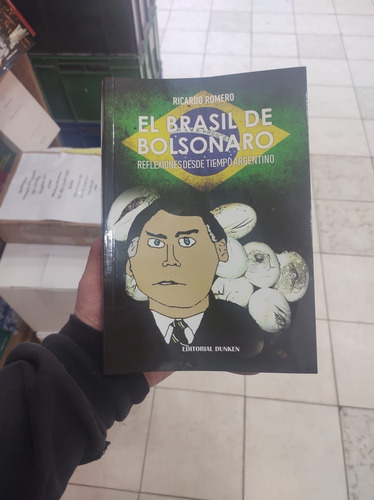 RICARDO ROMERO
EL BRASIL DE
BOLSONARO
REFLEXIONES DESDE TIEMPO ARGENTINO
EDITORIAL DUNKEN